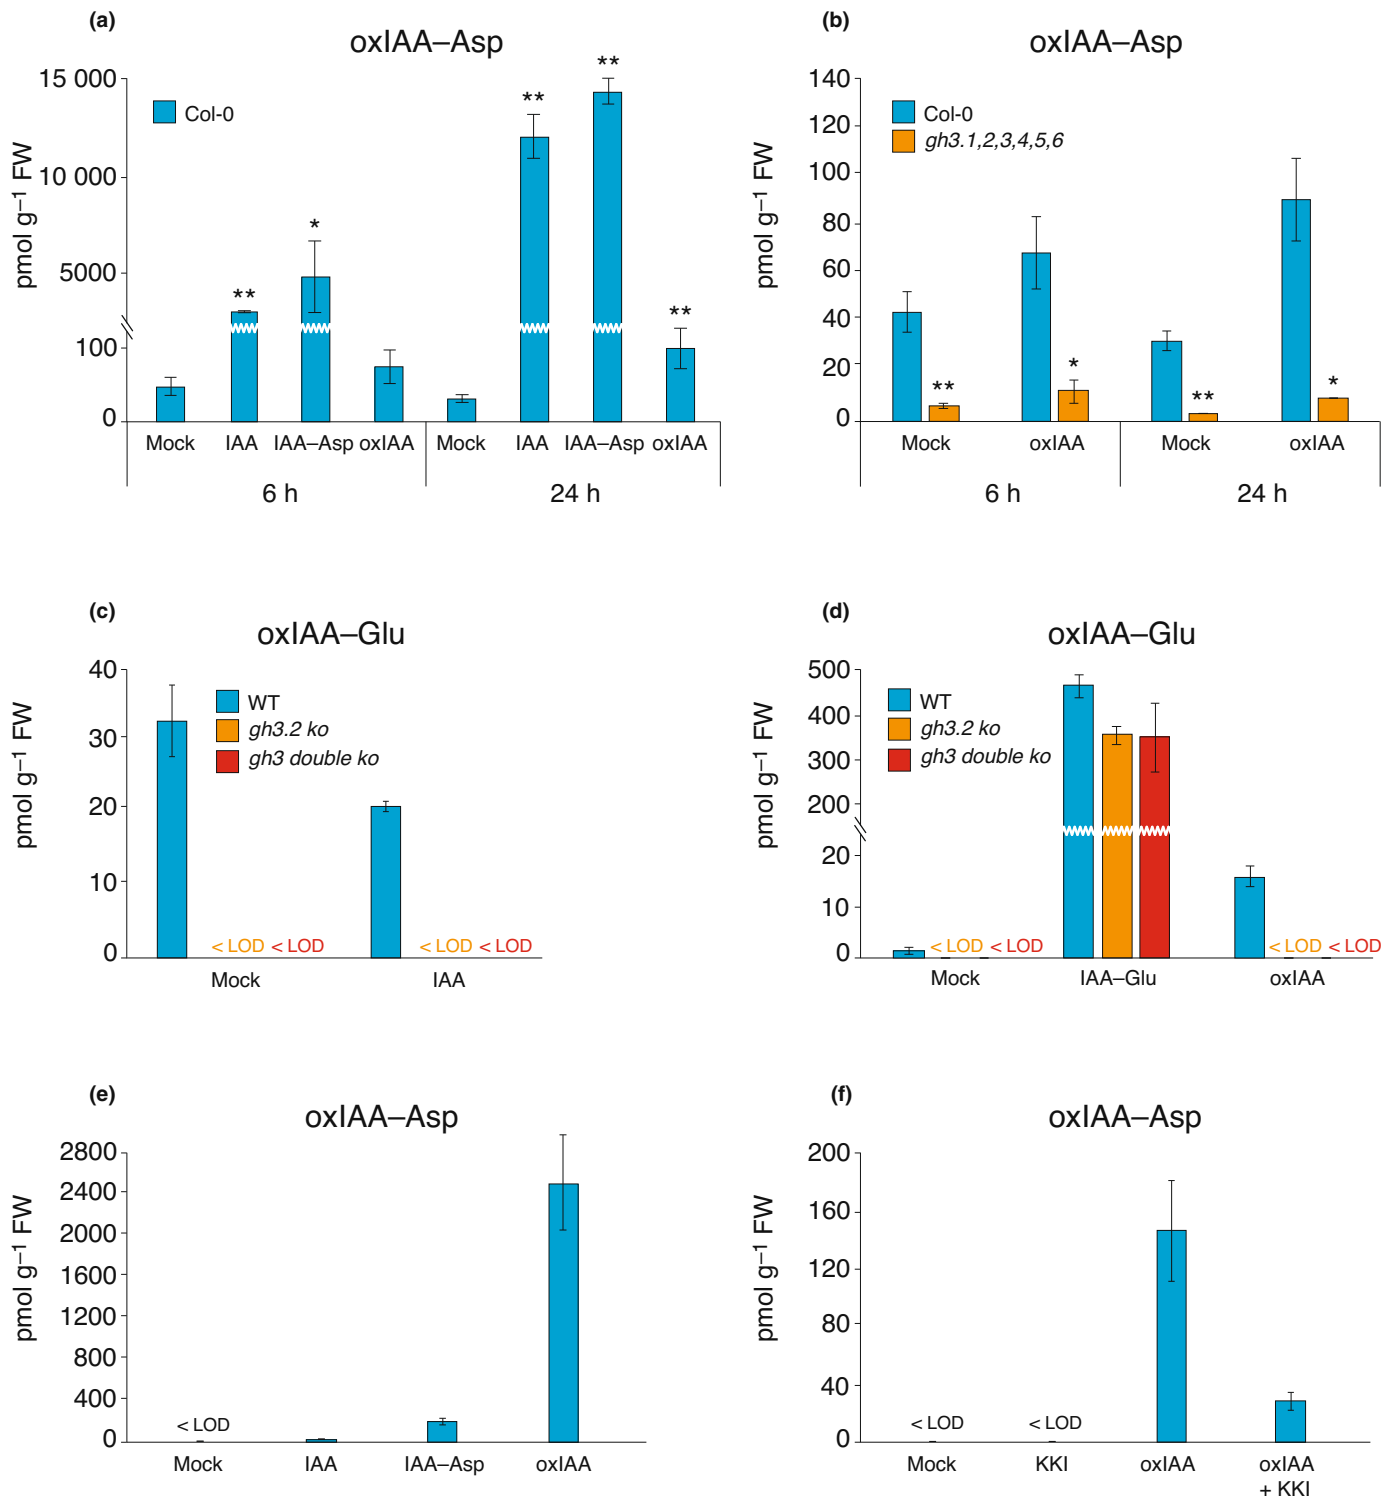 (a)
oxIAA–Asp
15 000
10 000
5000
100
0
pmol g⁻¹ FW
Col-0
**
*
**
**
**
Mock IAA IAA–Asp oxIAA Mock IAA IAA–Asp oxIAA
6 h 24 h
(b)
oxIAA–Asp
140
120
100
80
60
40
20
0
pmol g⁻¹ FW
Col-0
gh3.1,2,3,4,5,6
**
*
**
*
Mock oxIAA Mock oxIAA
6 h 24 h
(c)
oxIAA–Glu
40
30
20
10
0
pmol g⁻¹ FW
WT
gh3.2 ko
gh3 double ko
< LOD < LOD < LOD < LOD
Mock IAA
(d)
oxIAA–Glu
500
400
300
200
20
10
0
pmol g⁻¹ FW
WT
gh3.2 ko
gh3 double ko
< LOD < LOD < LOD < LOD
Mock IAA–Glu oxIAA
(e)
oxIAA–Asp
2800
2400
2000
1600
1200
800
400
0
pmol g⁻¹ FW
< LOD
Mock IAA IAA–Asp oxIAA
(f)
oxIAA–Asp
200
160
120
80
40
0
pmol g⁻¹ FW
< LOD < LOD
Mock KKI oxIAA oxIAA
+ KKI